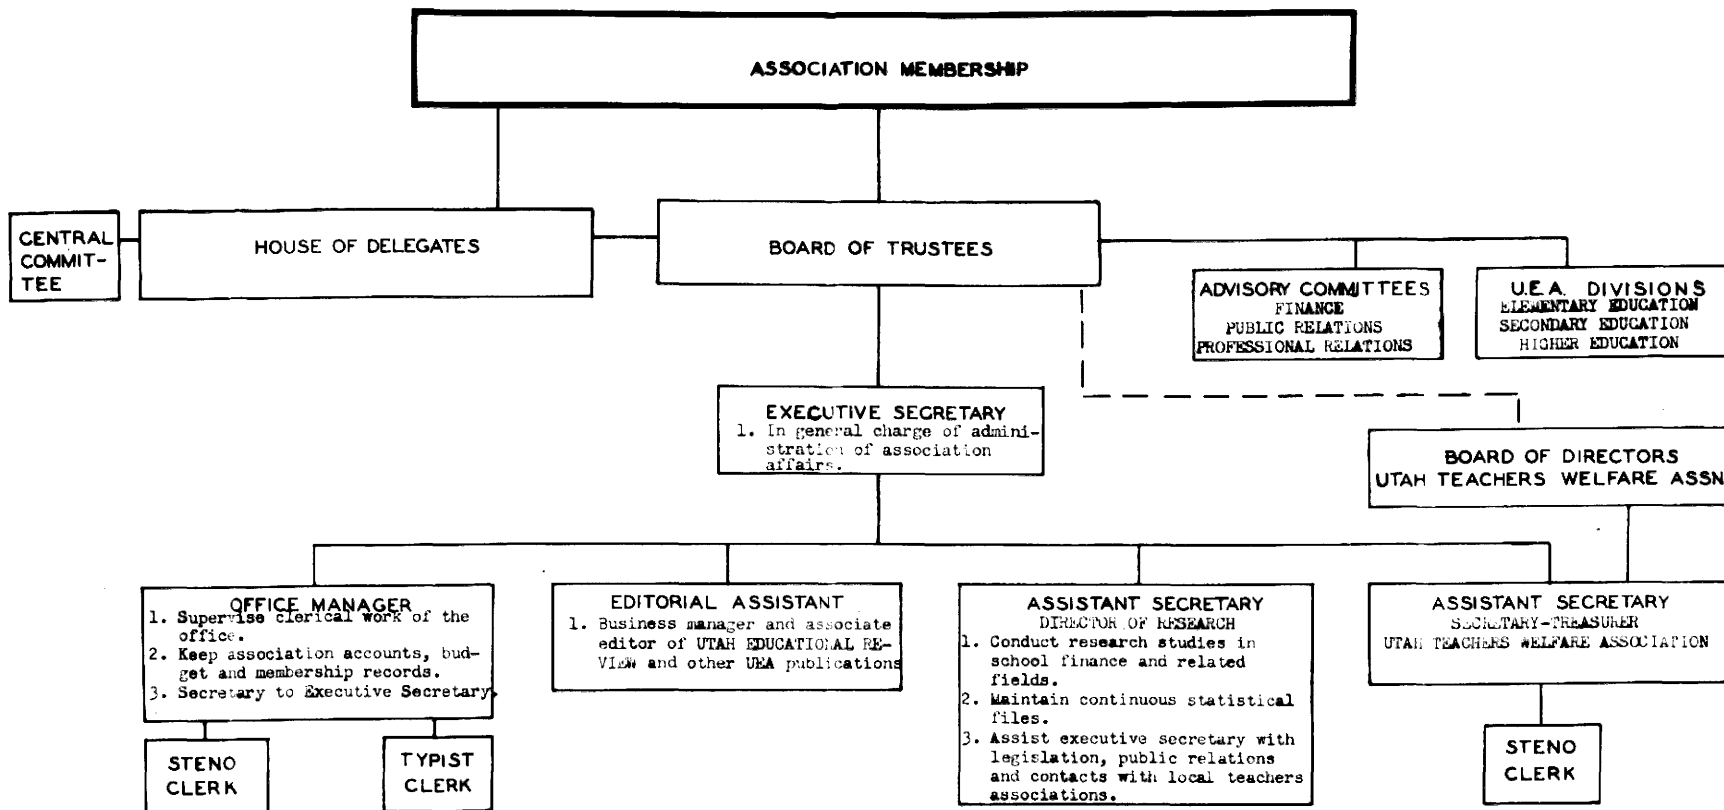 ASSOCIATION MEMBERSHIP
CENTRAL
COMMIT-
TEE
HOUSE OF DELEGATES
BOARD OF TRUSTEES
ADVISORY COMMITTEES
FINANCE
PUBLIC RELATIONS
PROFESSIONAL RELATIONS
U.E.A. DIVISIONS
ELEMENTARY EDUCATION
SECONDARY EDUCATION
HIGHER EDUCATION
EXECUTIVE SECRETARY
1. In general charge of admini-
stration of association
affairs.
BOARD OF DIRECTORS
UTAH TEACHERS WELFARE ASSN
OFFICE MANAGER
1. Supervise clerical work of the
office.
2. Keep association accounts, bud-
get and membership records.
3. Secretary to Executive Secretary.
EDITORIAL ASSISTANT
1. Business manager and associate
editor of UTAH EDUCATIONAL RE-
VIEW and other UEA publications
ASSISTANT SECRETARY
DIRECTOR OF RESEARCH
1. Conduct research studies in
school finance and related
fields.
2. Maintain continuous statistical
files.
3. Assist executive secretary with
legislation, public relations
and contacts with local teachers
associations.
ASSISTANT SECRETARY
SECRETARY-TREASURER
UTAH TEACHERS WELFARE ASSOCIATION
STENO
CLERK
TYPIST
CLERK
STENO
CLERK